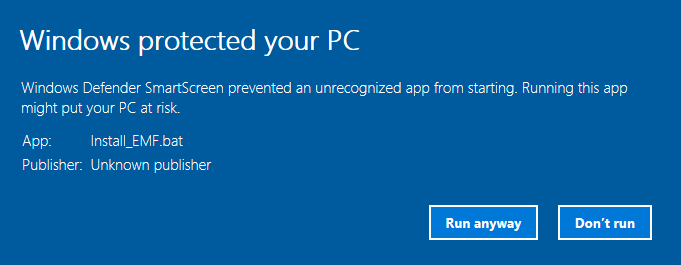 Windows protected your PC
Windows Defender SmartScreen prevented an unrecognized app from starting. Running this app
might put your PC at risk.
App: Install_EMF.bat
Publisher: Unknown publisher
Run anyway Don't run